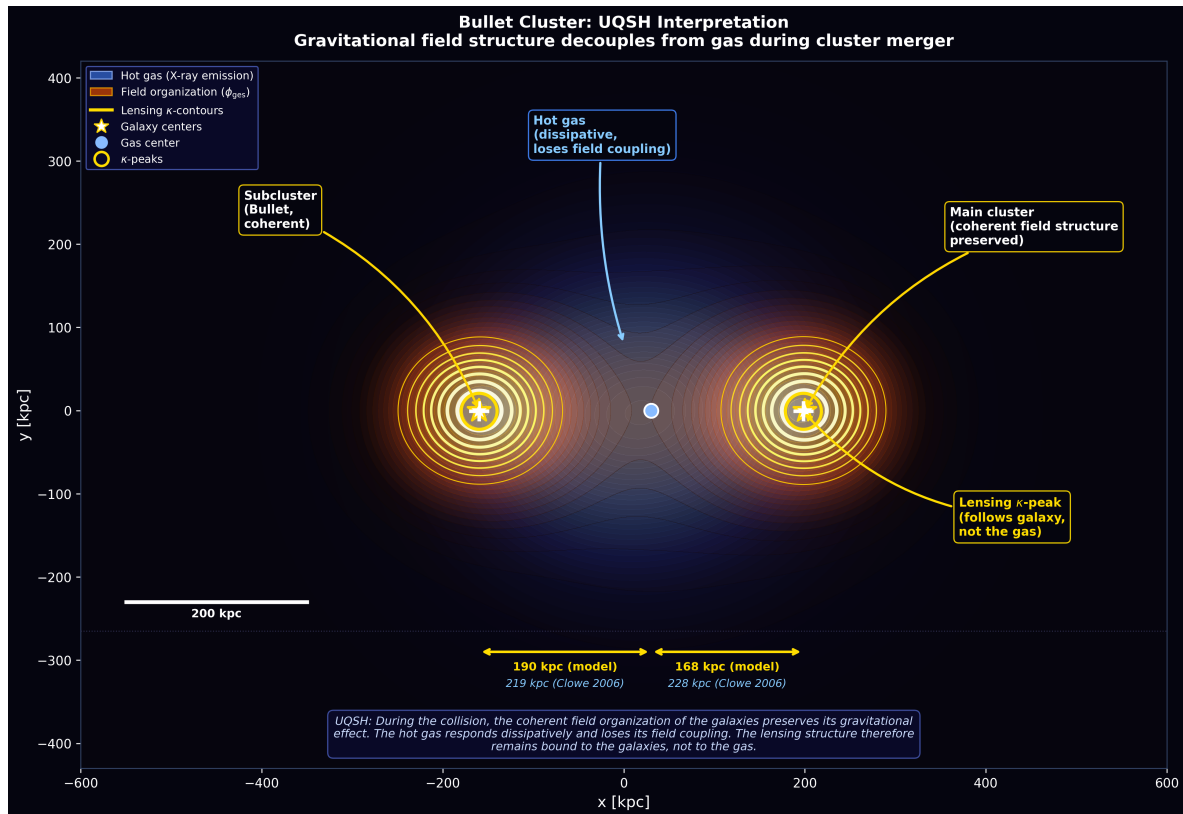 Bullet Cluster: UQSH Interpretation
Gravitational field structure decouples from gas during cluster merger
Hot gas (X-ray emission)
Field organization (ϕges)
Lensing κ-contours
Galaxy centers
Gas center
κ-peaks
Hot gas
(dissipative,
loses field coupling)
Subcluster
(Bullet,
coherent)
Main cluster
(coherent field structure
preserved)
Lensing κ-peak
(follows galaxy,
not the gas)
200 kpc
190 kpc (model)
219 kpc (Clowe 2006)
168 kpc (model)
228 kpc (Clowe 2006)
UQSH: During the collision, the coherent field organization of the galaxies preserves its gravitational
effect. The hot gas responds dissipatively and loses its field coupling. The lensing structure therefore
remains bound to the galaxies, not to the gas.
y [kpc]
400
300
200
100
0
−100
−200
−300
−400
−600
−400
−200
0
200
400
600
x [kpc]